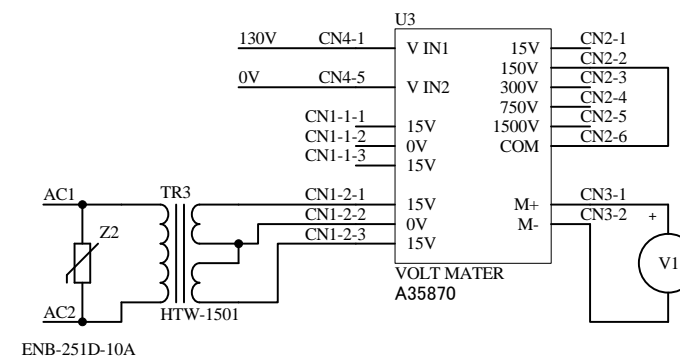 U3
130V CN4-1 V IN1 15V CN2-1
150V CN2-2
0V CN4-5 V IN2 300V CN2-3
750V CN2-4
CN1-1-1 15V 1500V CN2-5
CN1-1-2 0V COM CN2-6
CN1-1-3 15V
AC1 TR3 CN1-2-1 15V M+ CN3-1
CN1-2-2 0V M- CN3-2 +
Z2 CN1-2-3 15V
V1
VOLT MATER
A35870
AC2 HTW-1501
ENB-251D-10A